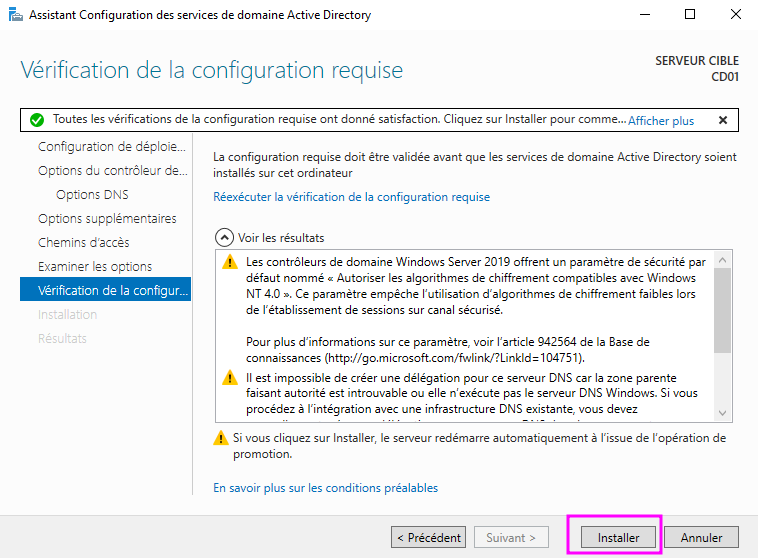 Assistant Configuration des services de domaine Active Directory
Vérification de la configuration requise
SERVEUR CIBLE
CD01
Toutes les vérifications de la configuration requise ont donné satisfaction. Cliquez sur Installer pour comme... Afficher plus
Configuration de déploie...
Options du contrôleur de...
Options DNS
Options supplémentaires
Chemins d'accès
Examiner les options
Vérification de la configur...
Installation
Résultats
La configuration requise doit être validée avant que les services de domaine Active Directory soient
installés sur cet ordinateur
Réexécuter la vérification de la configuration requise
Voir les résultats
Les contrôleurs de domaine Windows Server 2019 offrent un paramètre de sécurité par
défaut nommé « Autoriser les algorithmes de chiffrement compatibles avec Windows
NT 4.0 ». Ce paramètre empêche l'utilisation d'algorithmes de chiffrement faibles lors
de l'établissement de sessions sur canal sécurisé.
Pour plus d'informations sur ce paramètre, voir l'article 942564 de la Base de
connaissances (http://go.microsoft.com/fwlink/?LinkId=104751).
Il est impossible de créer une délégation pour ce serveur DNS car la zone parente
faisant autorité est introuvable ou elle n'exécute pas le serveur DNS Windows. Si vous
procédez à l'intégration avec une infrastructure DNS existante, vous devez
Si vous cliquez sur Installer, le serveur redémarre automatiquement à l'issue de l'opération de
promotion.
En savoir plus sur les conditions préalables
< Précédent
Suivant >
Installer
Annuler